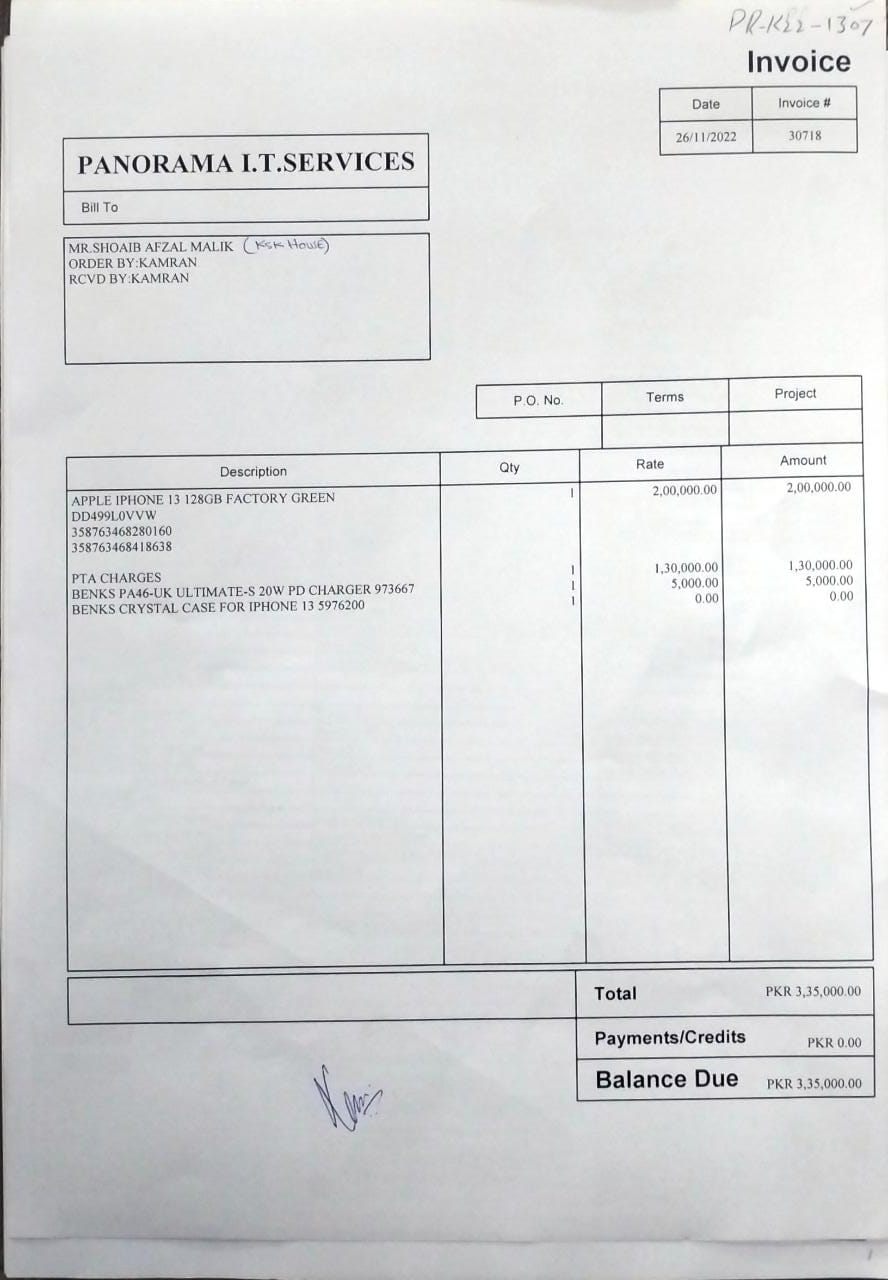 PR-K22-1307
Invoice
Date Invoice #
26/11/2022 30718
PANORAMA I.T.SERVICES
Bill To
MR.SHOAIB AFZAL MALIK (KSK HOUSE)
ORDER BY:KAMRAN
RCVD BY:KAMRAN
P.O. No. Terms Project
Description Qty Rate Amount
APPLE IPHONE 13 128GB FACTORY GREEN 1 2,00,000.00 2,00,000.00
DD499L0VVW
358763468280160
358763468418638
PTA CHARGES 1 1,30,000.00 1,30,000.00
BENKS PA46-UK ULTIMATE-S 20W PD CHARGER 973667 1 5,000.00 5,000.00
BENKS CRYSTAL CASE FOR IPHONE 13 5976200 1 0.00 0.00
Total PKR 3,35,000.00
Payments/Credits PKR 0.00
Balance Due PKR 3,35,000.00